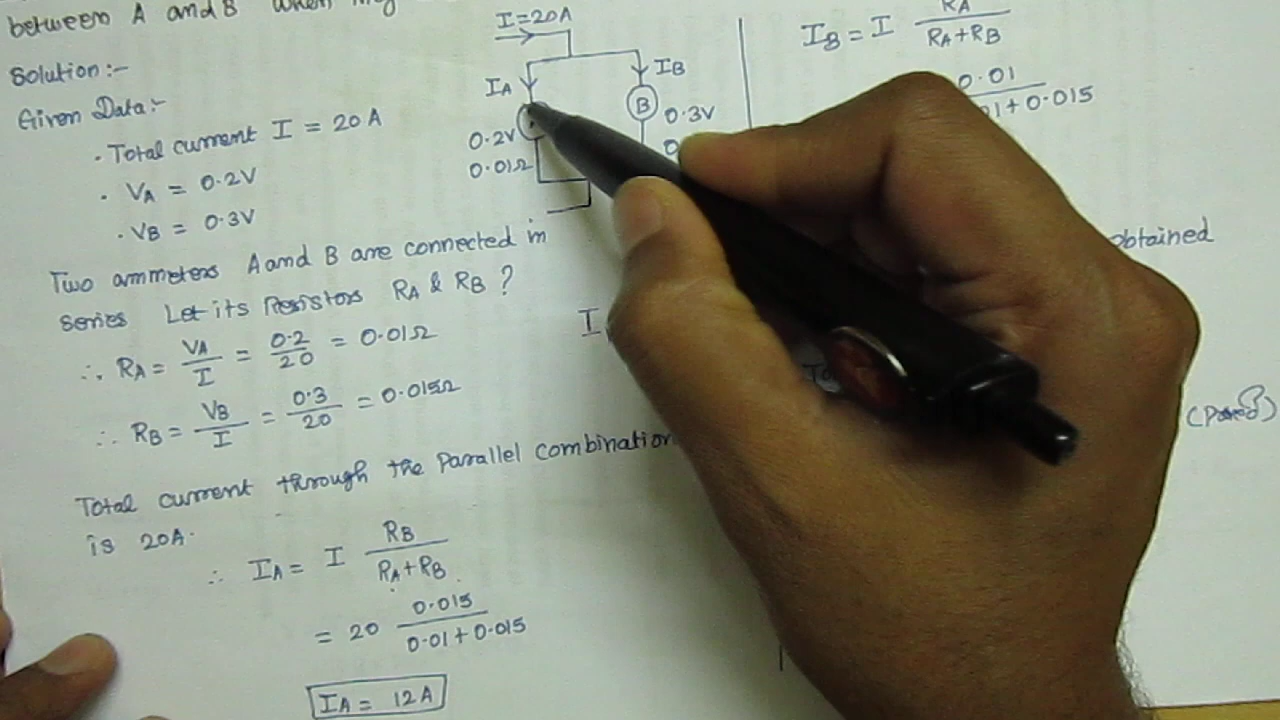 between A and B when
Solution:-
Given Data:-
· Total current I = 20A
· VA = 0.2V
· VB = 0.3V
Two ammeters A and B are connected in
series Let its Resistors RA & RB ?
∴ RA = VA/I = 0.2/20 = 0.01Ω
∴ RB = VB/I = 0.3/20 = 0.015Ω
Total current through the parallel combination
is 20A.
∴ IA = I RB/RA+RB
= 20 0.015/0.01+0.015
IA = 12A
I=20A
IA
IB
B
0.2V
0.3V
0.01Ω
IB = I RA/RA+RB
0.01
+0.015
obtained
I